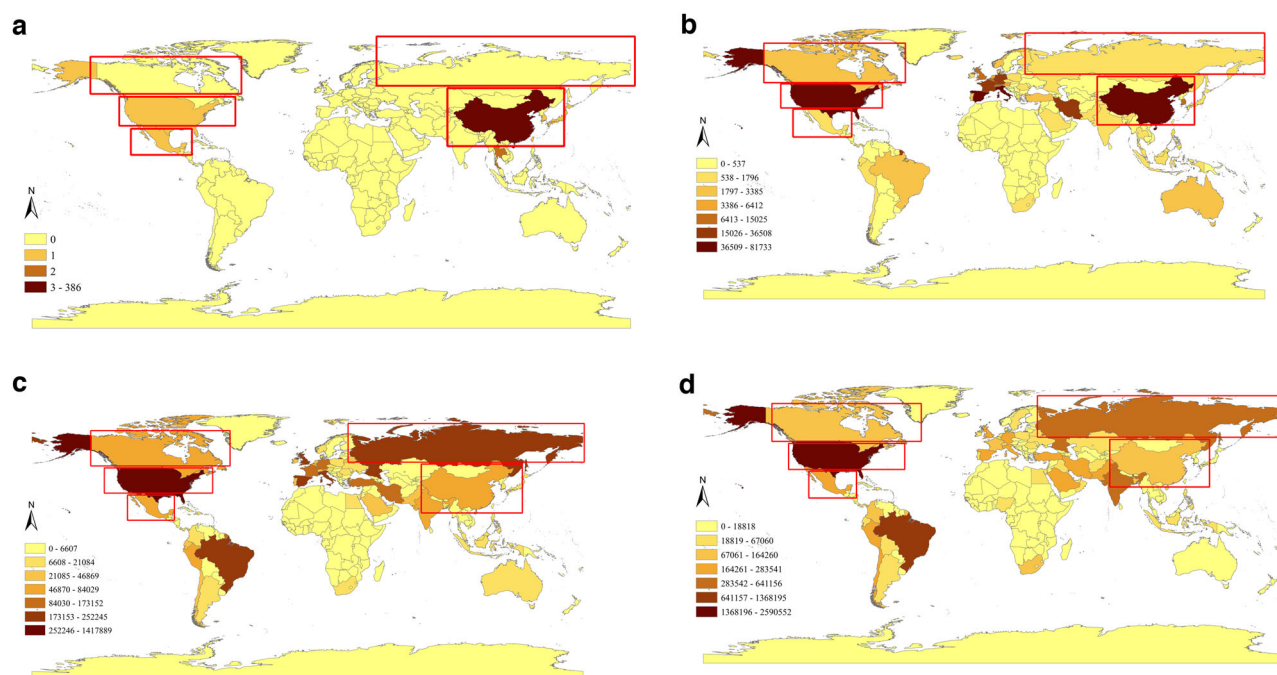 a
N
0
1
2
3 - 386
b
N
0 - 537
538 - 1796
1797 - 3385
3386 - 6412
6413 - 15025
15026 - 36508
36509 - 81733
c
N
0 - 6607
6608 - 21084
21085 - 46869
46870 - 84029
84030 - 173152
173153 - 252245
252246 - 1417889
d
N
0 - 18818
18819 - 67060
67061 - 164260
164261 - 283541
283542 - 641156
641157 - 1368195
1368196 - 2590552